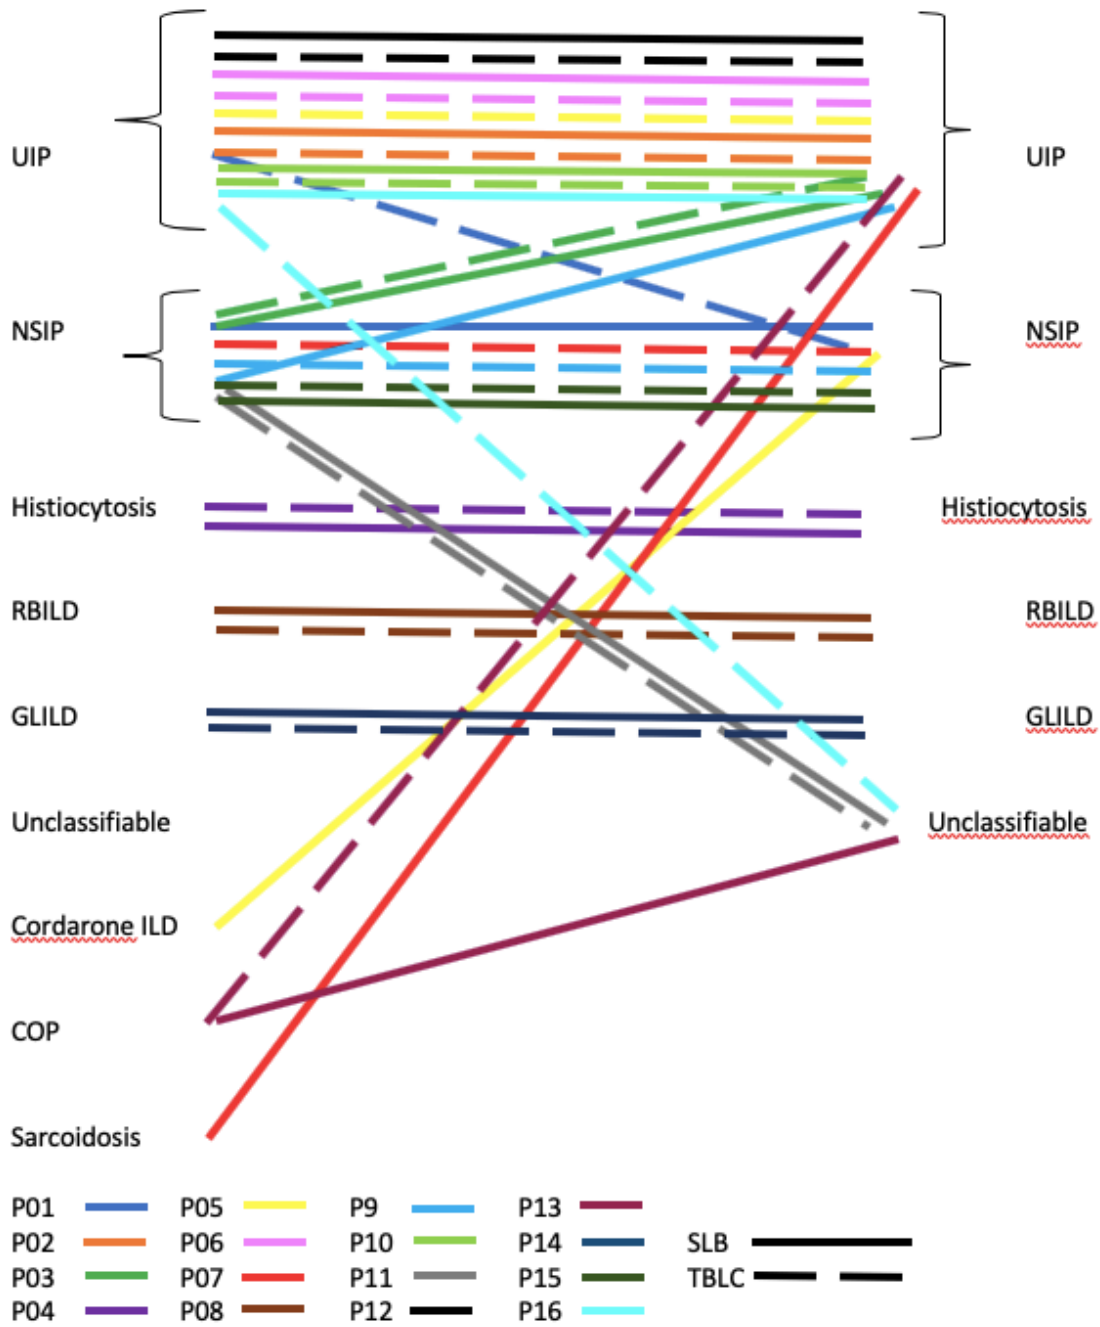 UIP UIP
NSIP NSIP
Histiocytosis Histiocytosis
RBILD RBILD
GLILD GLILD
Unclassifiable Unclassifiable
Cordarone ILD
COP
Sarcoidosis
P01 P05 P9 P13
P02 P06 P10 P14 SLB
P03 P07 P11 P15 TBLC
P04 P08 P12 P16